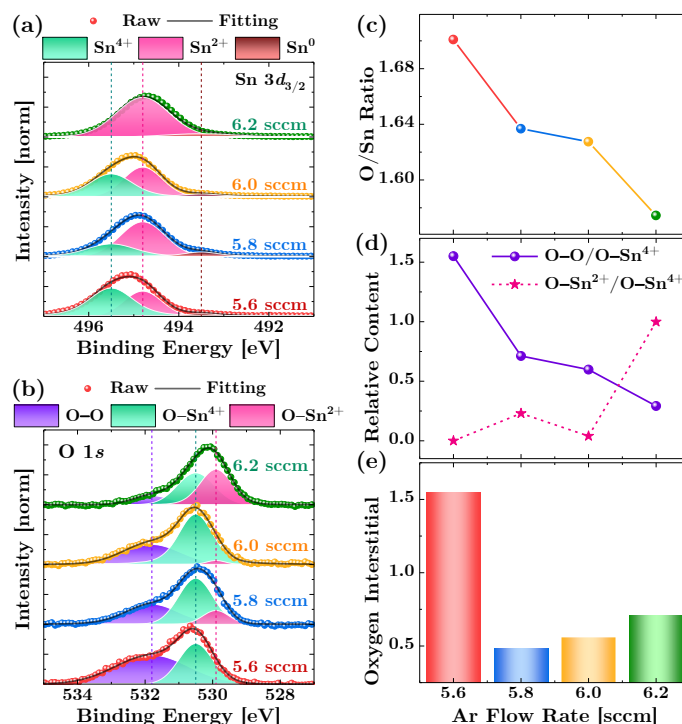 (a)
Raw
Fitting
Sn⁴⁺
Sn²⁺
Sn⁰
Sn 3d₃/₂
6.2 sccm
6.0 sccm
5.8 sccm
5.6 sccm
Intensity [norm]
496
494
492
Binding Energy [eV]
(b)
Raw
Fitting
O–O
O–Sn⁴⁺
O–Sn²⁺
O 1s
6.2 sccm
6.0 sccm
5.8 sccm
5.6 sccm
Intensity [norm]
534
532
530
528
Binding Energy [eV]
(c)
1.68
1.64
1.60
O/Sn Ratio
(d)
O–O/O–Sn⁴⁺
O–Sn²⁺/O–Sn⁴⁺
1.5
1.0
0.5
0.0
Relative Content
(e)
1.5
1.0
0.5
Oxygen Interstitial
5.6
5.8
6.0
6.2
Ar Flow Rate [sccm]